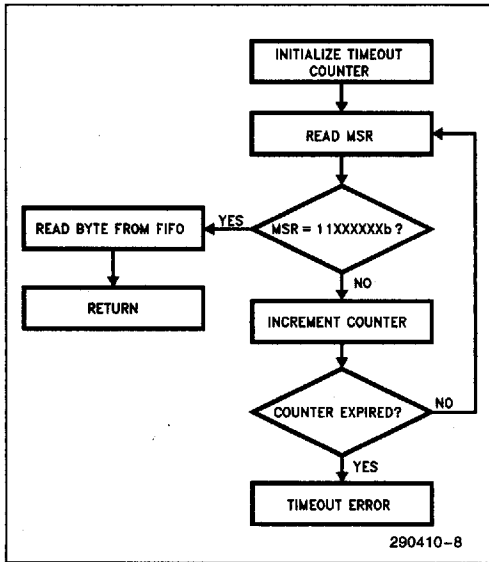 INITIALIZE TIMEOUT
COUNTER
READ MSR
MSR = 11XXXXXXb ?
YES
READ BYTE FROM FIFO
RETURN
NO
INCREMENT COUNTER
COUNTER EXPIRED?
NO
YES
TIMEOUT ERROR
290410-8